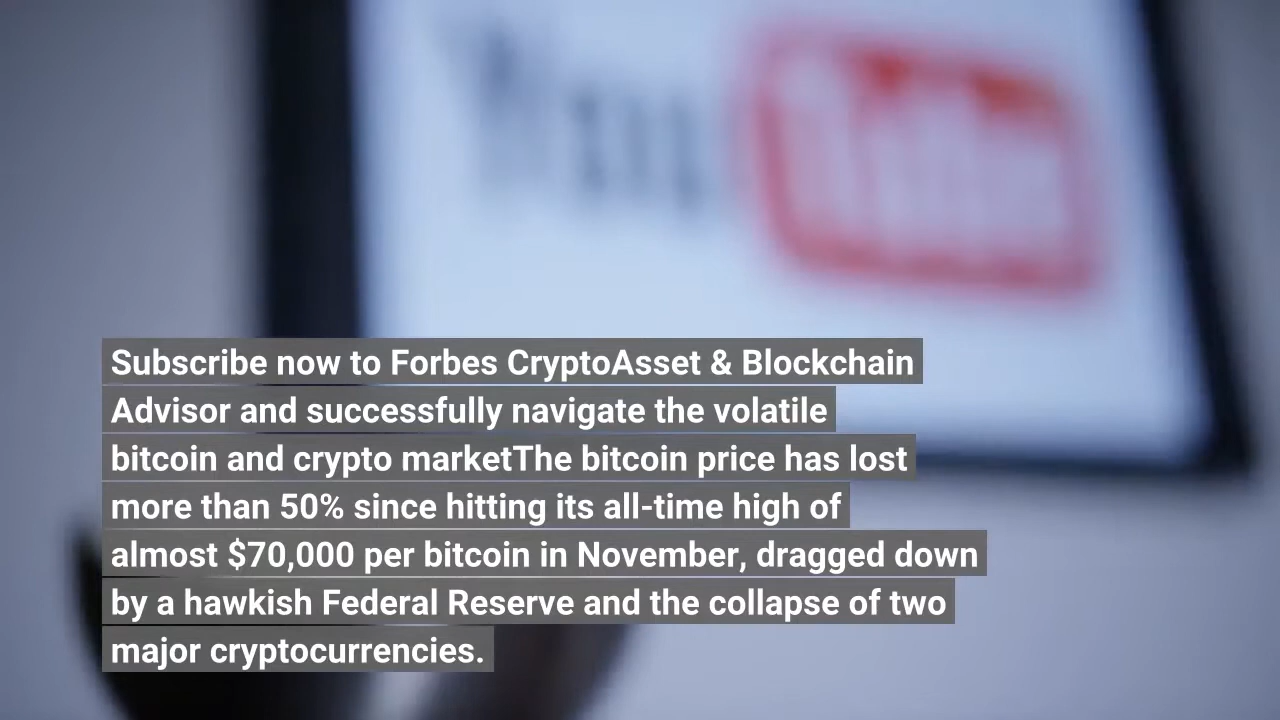 Subscribe now to Forbes CryptoAsset & Blockchain
Advisor and successfully navigate the volatile
bitcoin and crypto marketThe bitcoin price has lost
more than 50% since hitting its all-time high of
almost $70,000 per bitcoin in November, dragged down
by a hawkish Federal Reserve and the collapse of two
major cryptocurrencies.